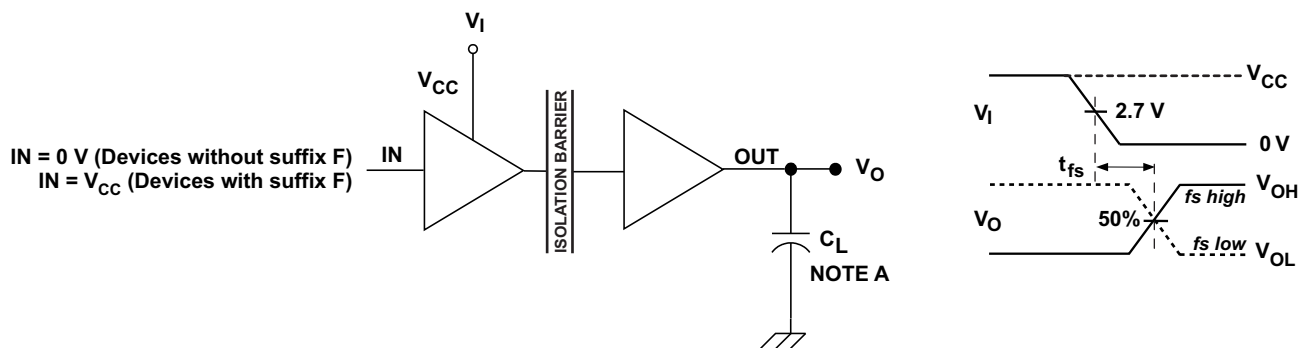 V_I
V_CC
IN = 0 V (Devices without suffix F)
IN = V_CC (Devices with suffix F)
IN
ISOLATION BARRIER
OUT
V_O
C_L
NOTE A
V_CC
V_I
2.7 V
0 V
t_fs
V_OH
fs high
V_O
50%
fs low
V_OL